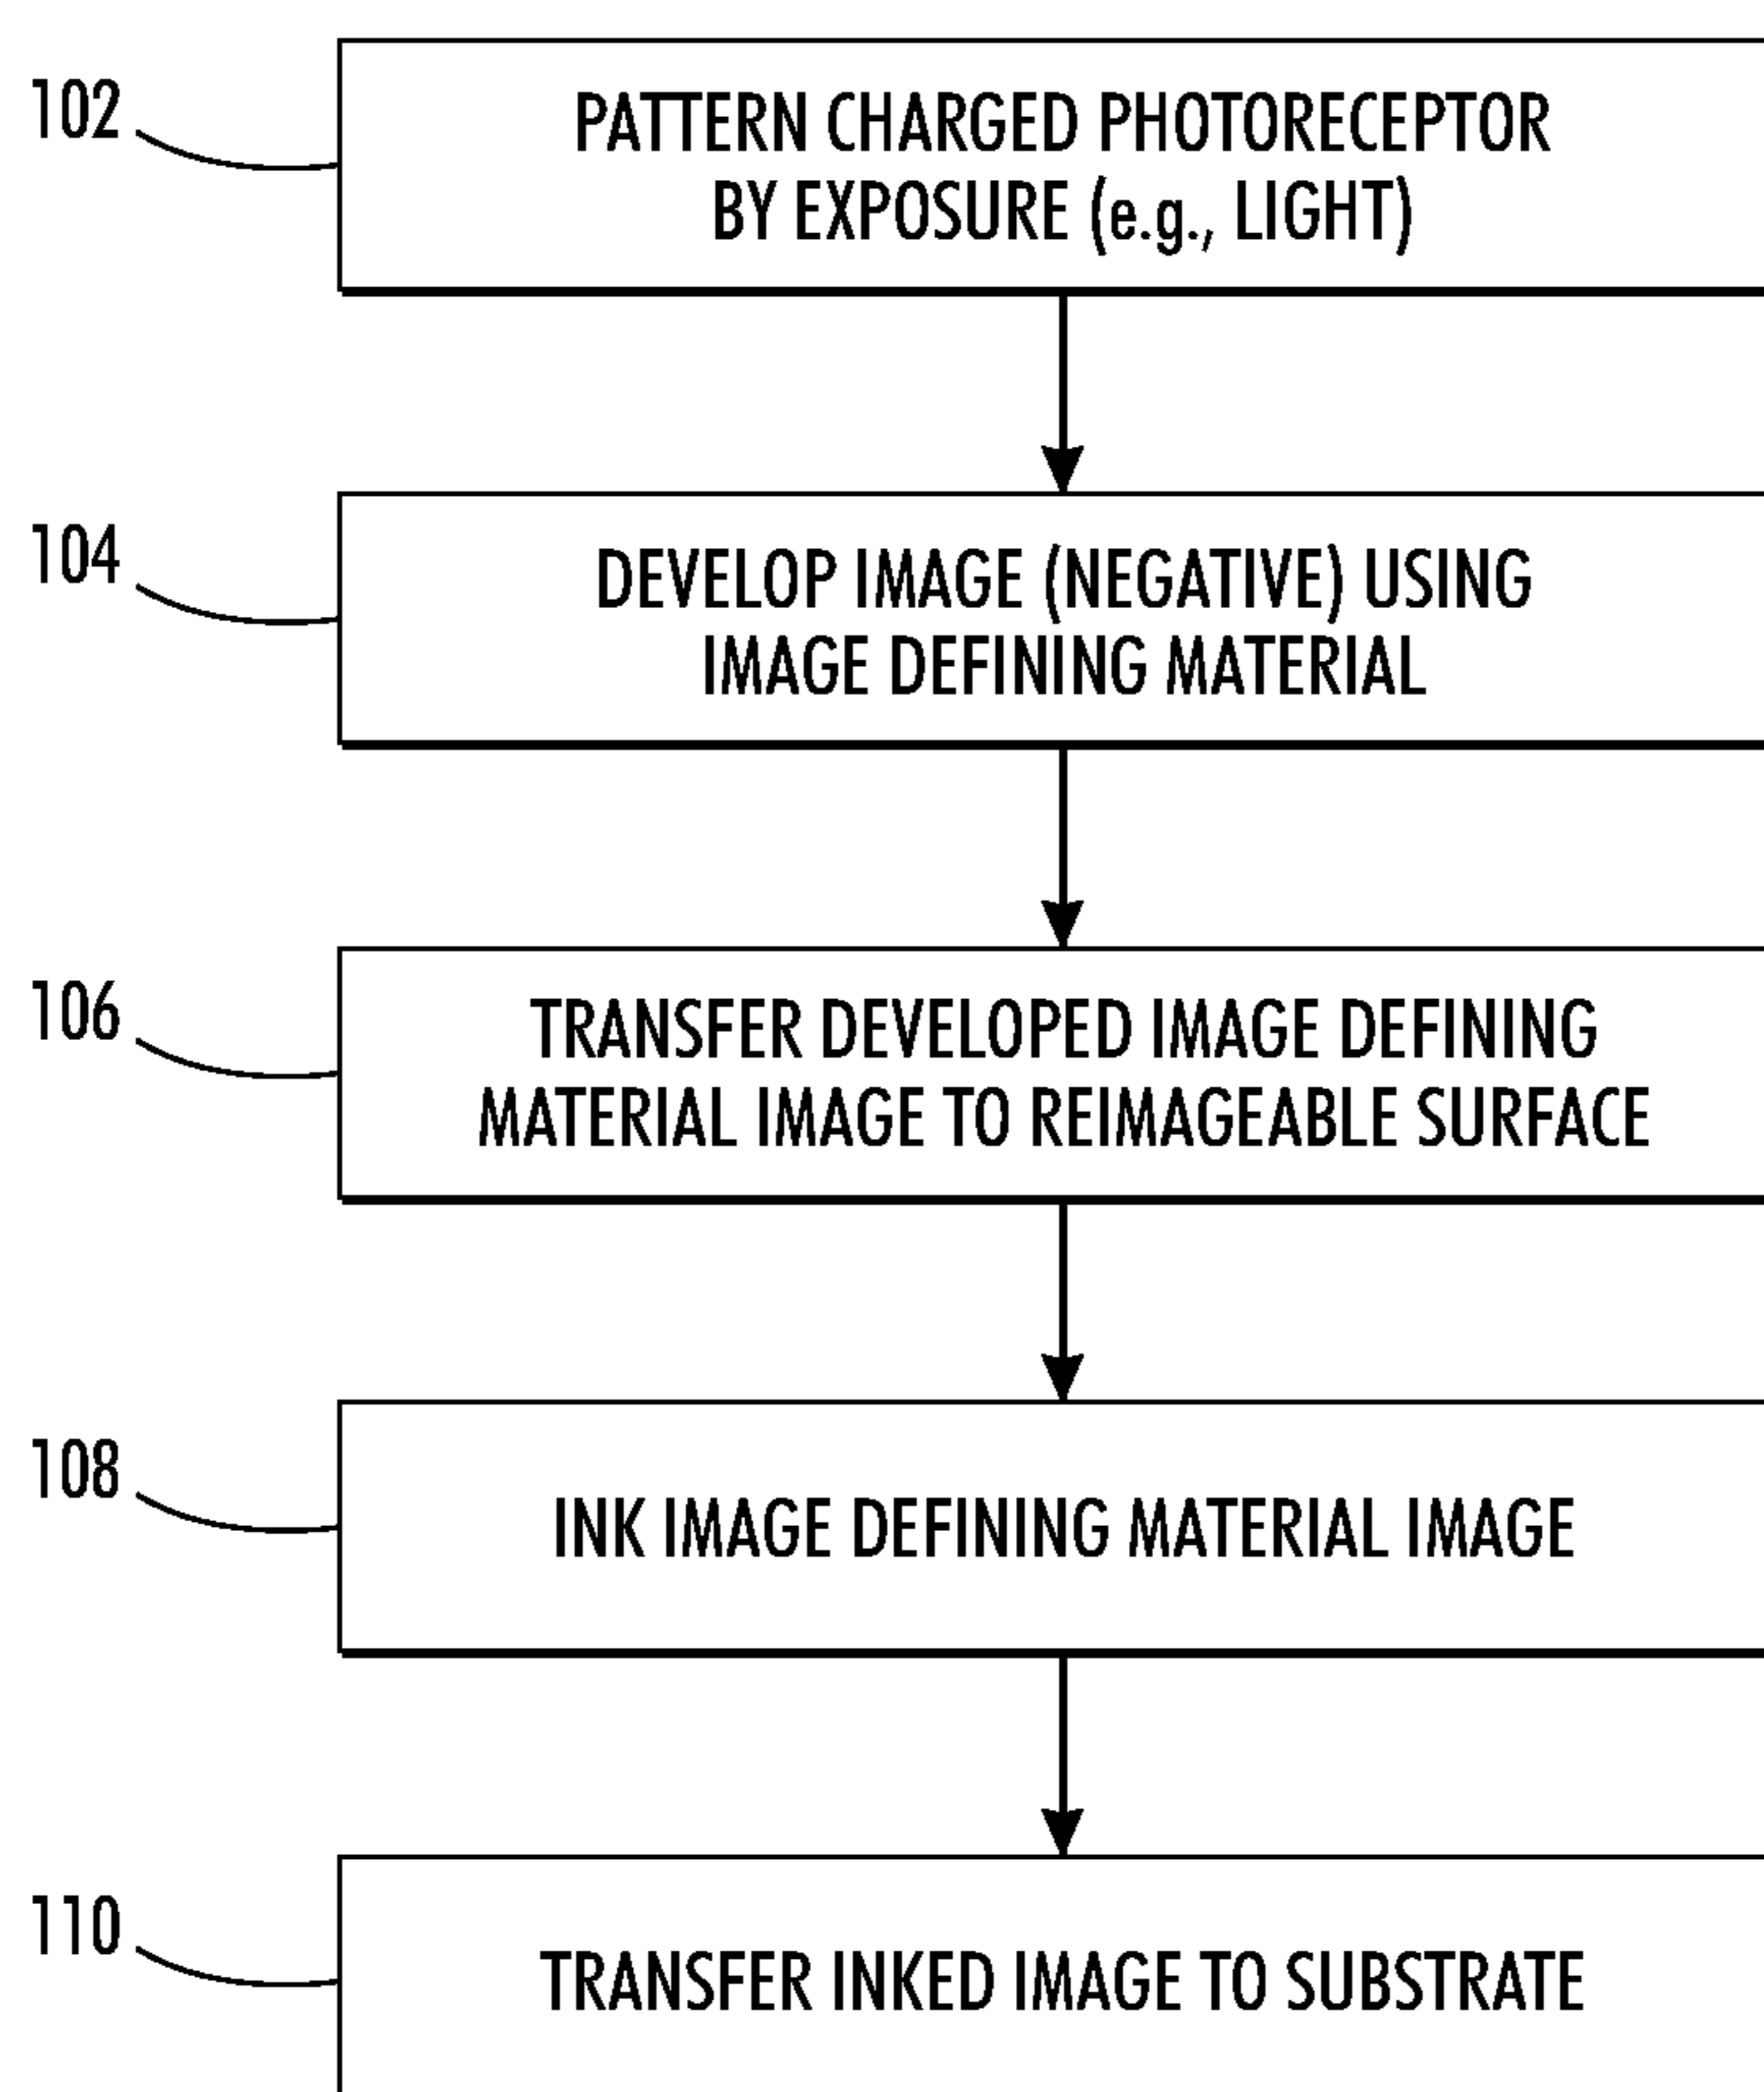 102
PATTERN CHARGED PHOTORECEPTOR
BY EXPOSURE (e.g., LIGHT)
104
DEVELOP IMAGE (NEGATIVE) USING
IMAGE DEFINING MATERIAL
106
TRANSFER DEVELOPED IMAGE DEFINING
MATERIAL IMAGE TO REIMAGEABLE SURFACE
108
INK IMAGE DEFINING MATERIAL IMAGE
110
TRANSFER INKED IMAGE TO SUBSTRATE